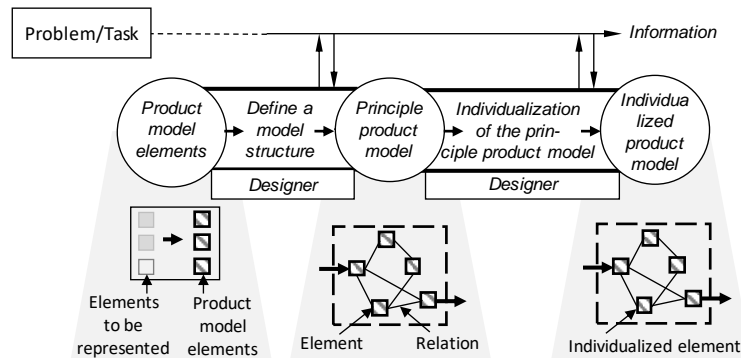 Problem/Task
Information
Product
model
elements
Define a
model
structure
Principle
product
model
Individualization
of the prin-
ciple product model
Individua
lized
product
model
Designer
Designer
Elements
to be
represented
Product
model
elements
Element
Relation
Individualized element